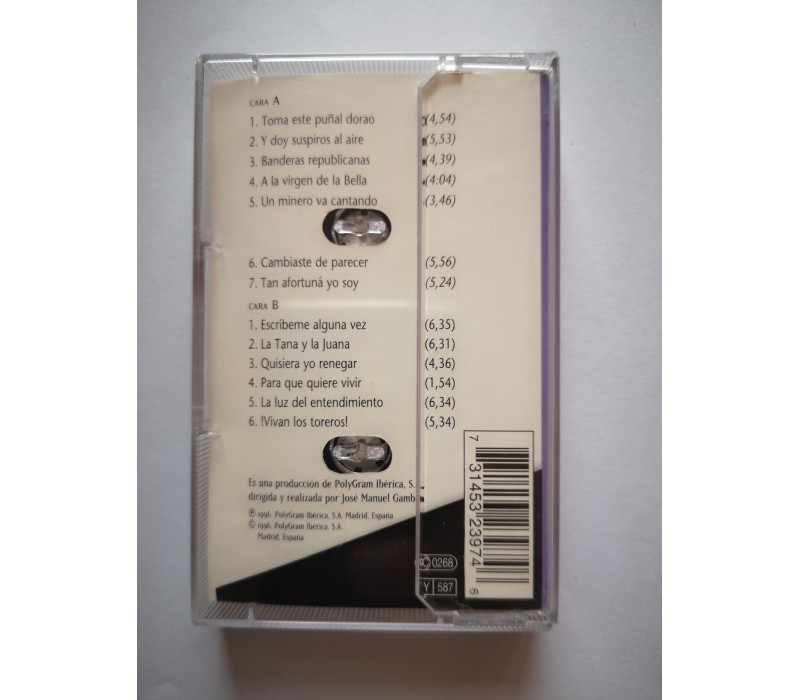 CARA A
1. Toma este puñal dorao (4,54)
2. Y doy suspiros al aire (5,53)
3. Banderas republicanas (4,39)
4. A la virgen de la Bella (4:04)
5. Un minero va cantando (3,46)
6. Cambiaste de parecer (5,56)
7. Tan afortuná yo soy (5,24)
CARA B
1. Escribeme alguna vez (6,35)
2. La Tana y la Juana (6,31)
3. Quisiera yo renegar (4,36)
4. Para que quiere vivir (1,54)
5. La luz del entendimiento (6,34)
6. !Vivan los toreros! (5,34)
Es una producción de PolyGram Ibérica, S.
dirigida y realizada por José Manuel Gamb
℗ 1996. PolyGram Ibérica, S.A. Madrid, España
© 1996. PolyGram Ibérica, S.A.
Madrid, España
0268
Y 587
7 31453 23974 6